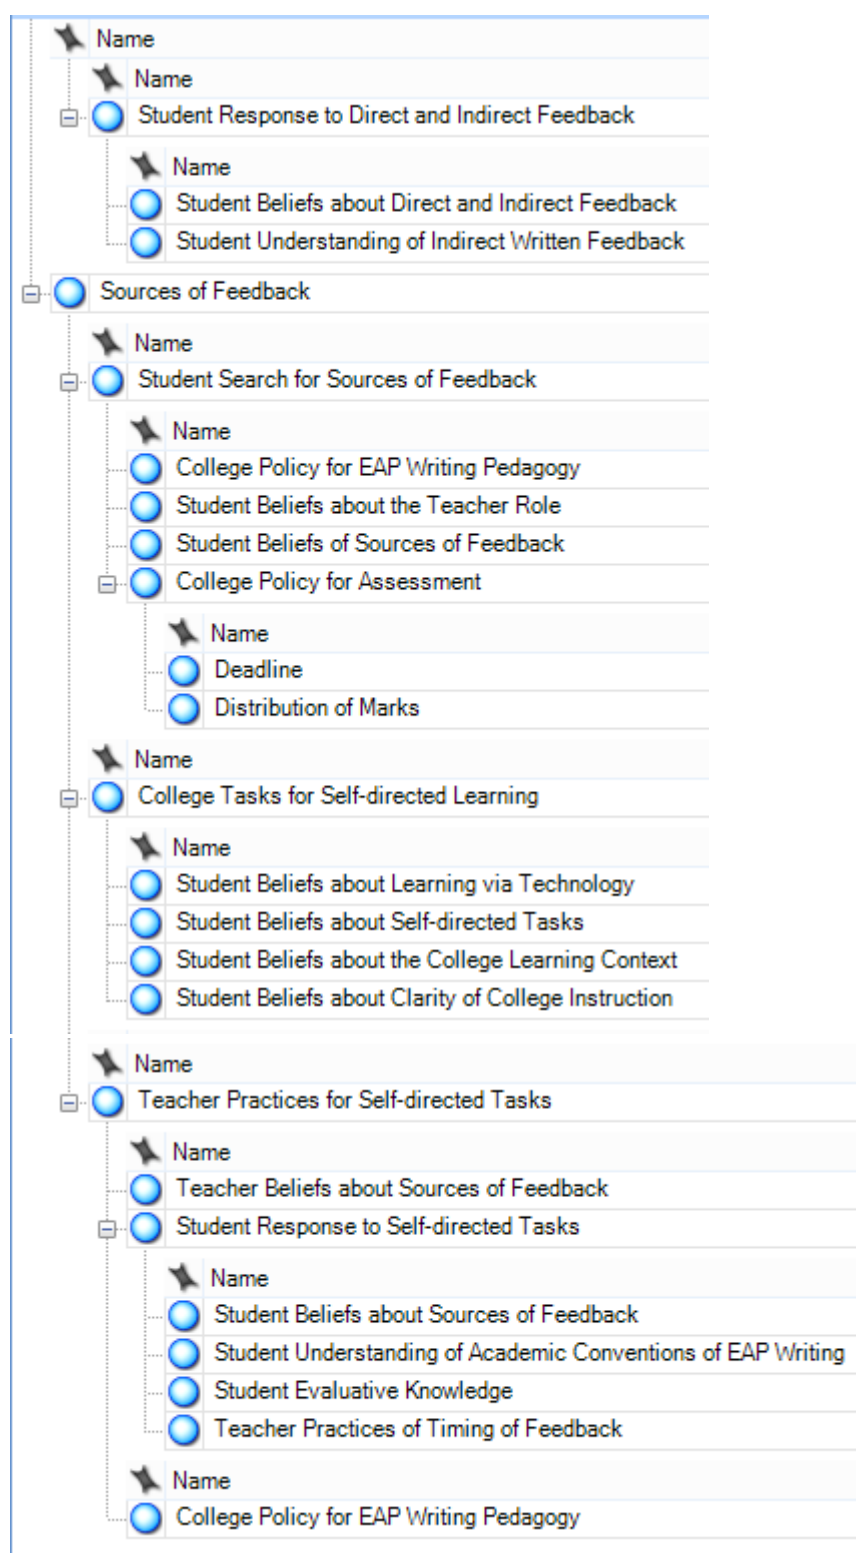 Name
Name
Student Response to Direct and Indirect Feedback
Name
Student Beliefs about Direct and Indirect Feedback
Student Understanding of Indirect Written Feedback
Sources of Feedback
Name
Student Search for Sources of Feedback
Name
College Policy for EAP Writing Pedagogy
Student Beliefs about the Teacher Role
Student Beliefs of Sources of Feedback
College Policy for Assessment
Name
Deadline
Distribution of Marks
Name
College Tasks for Self-directed Learning
Name
Student Beliefs about Learning via Technology
Student Beliefs about Self-directed Tasks
Student Beliefs about the College Learning Context
Student Beliefs about Clarity of College Instruction
Name
Teacher Practices for Self-directed Tasks
Name
Teacher Beliefs about Sources of Feedback
Student Response to Self-directed Tasks
Name
Student Beliefs about Sources of Feedback
Student Understanding of Academic Conventions of EAP Writing
Student Evaluative Knowledge
Teacher Practices of Timing of Feedback
Name
College Policy for EAP Writing Pedagogy